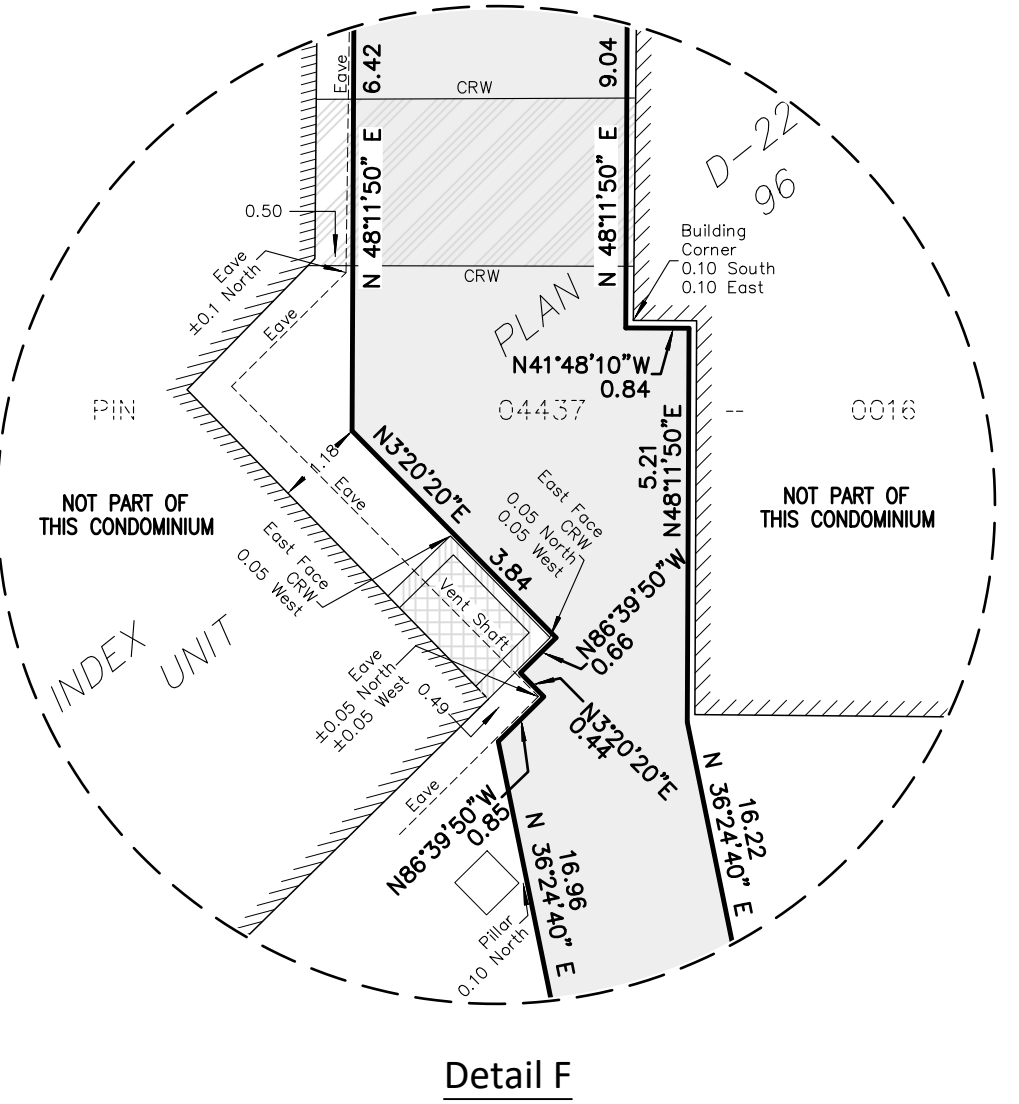 Eave
6.42
9.04
CRW
N 48°11'50" E
N 48°11'50" E
D-22
96
0.50
Building
Corner
0.10 South
0.10 East
Eave
±0.1 North
CRW
Eave
PLAN
N41°48'10"W
0.84
PIN
04437
--
0016
N3°20'20"E
1.18
Eave
5.21
N48°11'50"E
NOT PART OF
THIS CONDOMINIUM
NOT PART OF
THIS CONDOMINIUM
East Face
CRW
0.05 North
0.05 West
East Face
CRW
0.05 West
3.84
Vent Shaft
N86°39'50"W
0.66
INDEX
UNIT
Eave
±0.05 North
±0.05 West
0.49
N3°20'20"E
0.44
Eave
N86°39'50"W
0.85
16.22
N 36°24'40" E
16.96
N 36°24'40" E
Pillar
0.10 North
Detail F